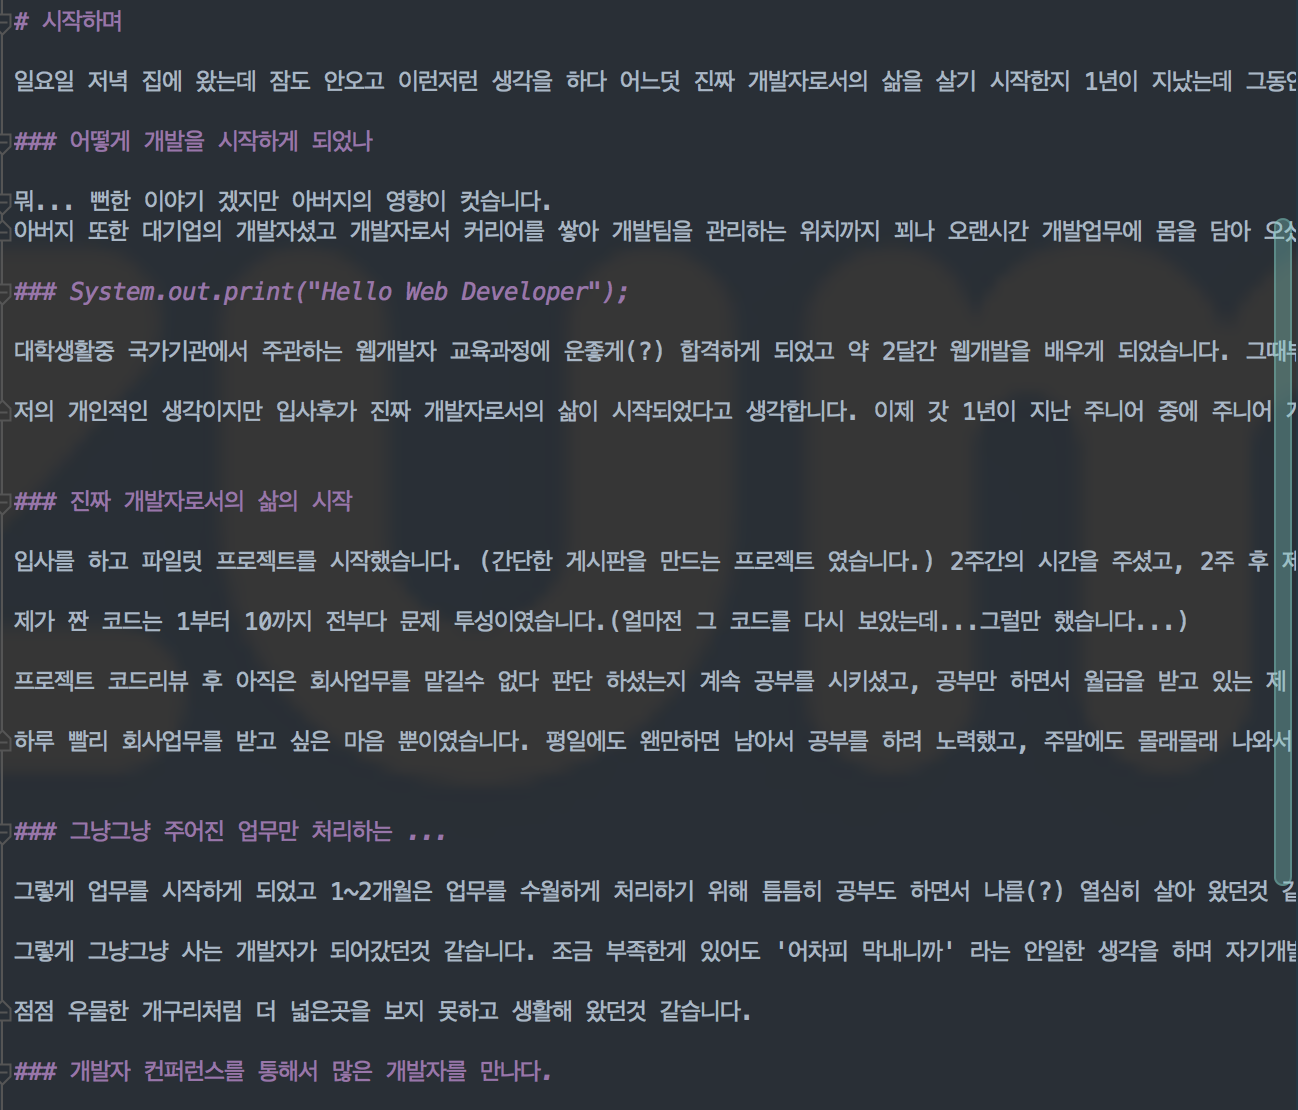 # 시작하며
일요일 저녁 집에 왔는데 잠도 안오고 이런저런 생각을 하다 어느덧 진짜 개발자로서의 삶을 살기 시작한지 1년이 지났는데
### 어떻게 개발을 시작하게 되었나
뭐... 뻔한 이야기 겠지만 아버지의 영향이 컷습니다.
아버지 또한 대기업의 개발자셨고 개발자로서 커리어를 쌓아 개발팀을 관리하는 위치까지 꾀나 오랜시간 개발업무에 몸을 담아
### System.out.print("Hello Web Developer");
대학생활중 국가기관에서 주관하는 웹개발자 교육과정에 운좋게(?) 합격하게 되었고 약 2달간 웹개발을 배우게 되었습니다.
저의 개인적인 생각이지만 입사후가 진짜 개발자로서의 삶이 시작되었다고 생각합니다. 이제 갓 1년이 지난 주니어 중에 주니어
### 진짜 개발자로서의 삶의 시작
입사를 하고 파일럿 프로젝트를 시작했습니다. (간단한 게시판을 만드는 프로젝트 였습니다.) 2주간의 시간을 주셨고, 2주 후
제가 짠 코드는 1부터 10까지 전부다 문제 투성이였습니다.(얼마전 그 코드를 다시 보았는데...그럴만 했습니다...)
프로젝트 코드리뷰 후 아직은 회사업무를 맡길수 없다 판단 하셨는지 계속 공부를 시키셨고, 공부만 하면서 월급을 받고 있는 제
하루 빨리 회사업무를 받고 싶은 마음 뿐이였습니다. 평일에도 왠만하면 남아서 공부를 하려 노력했고, 주말에도 몰래몰래 나와서
### 그냥그냥 주어진 업무만 처리하는 ...
그렇게 업무를 시작하게 되었고 1~2개월은 업무를 수월하게 처리하기 위해 틈틈히 공부도 하면서 나름(?) 열심히 살아 왔던것
그렇게 그냥그냥 사는 개발자가 되어갔던것 같습니다. 조금 부족한게 있어도 '어차피 막내니까' 라는 안일한 생각을 하며
점점 우물한 개구리처럼 더 넓은곳을 보지 못하고 생활해 왔던것 같습니다.
### 개발자 컨퍼런스를 통해서 많은 개발자를 만나다.